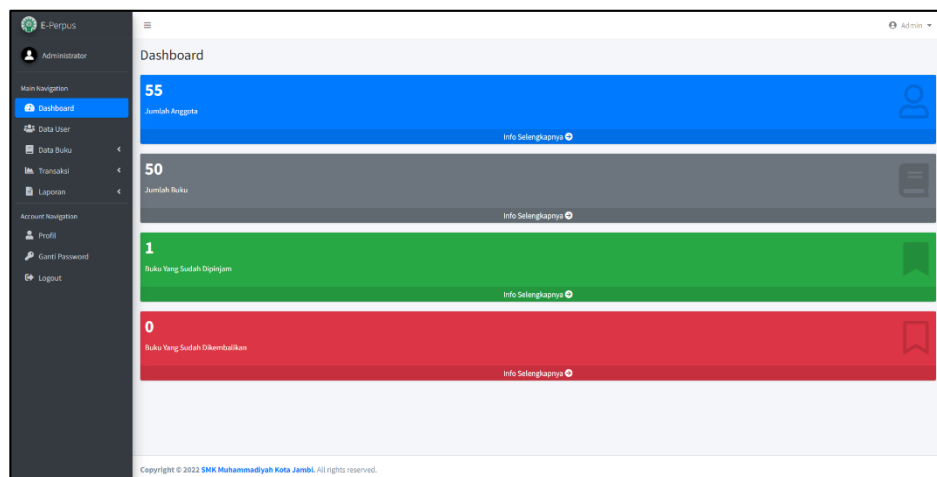 E-Perpus
Administrator
Main Navigation
Dashboard
Data User
Data Buku
Transaksi
Laporan
Account Navigation
Profil
Ganti Password
Logout
Admin
Dashboard
55
Jumlah Anggota
Info Selengkapnya
50
Jumlah Buku
Info Selengkapnya
1
Buku Yang Sudah Dipinjam
Info Selengkapnya
0
Buku Yang Sudah Dikembalikan
Info Selengkapnya
Copyright © 2022 SMK Muhammadiyah Kota Jambi. All rights reserved.